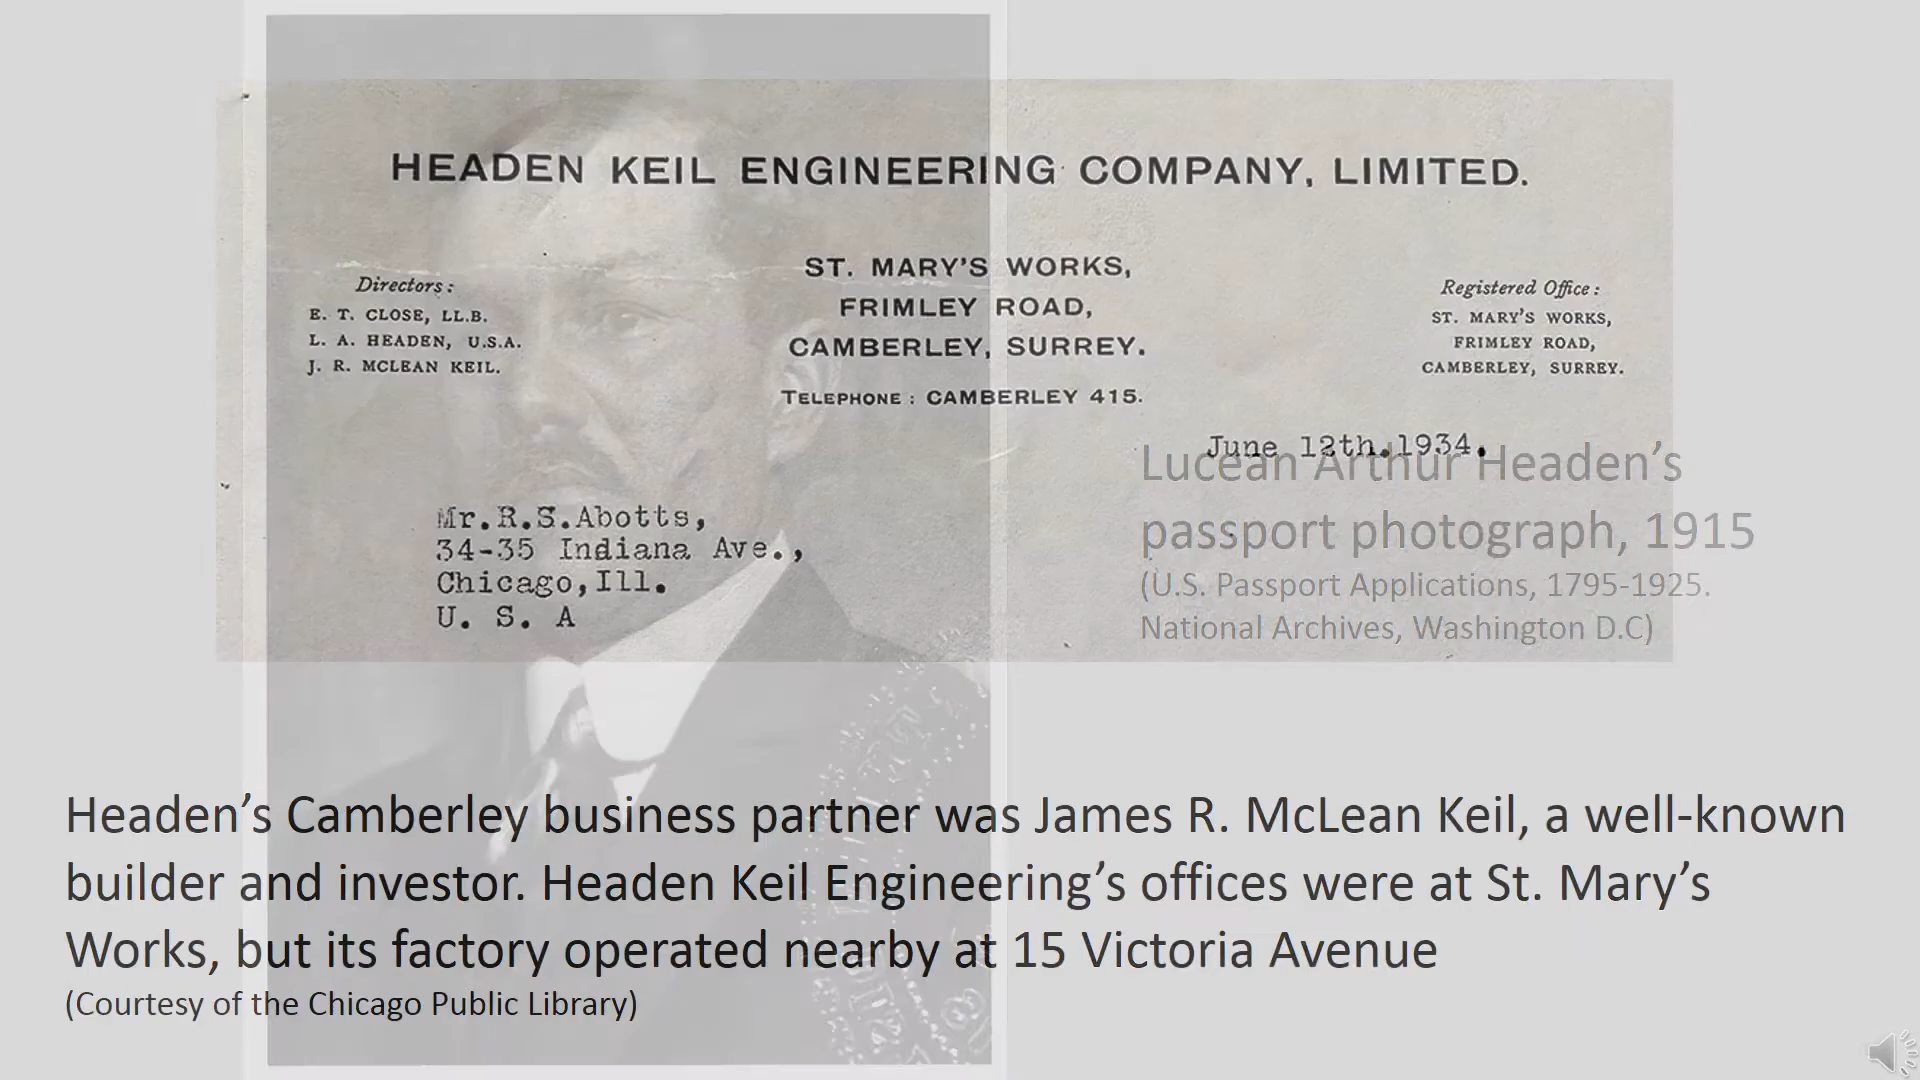 HEADEN KEIL ENGINEERING COMPANY, LIMITED.
Directors:
E. T. CLOSE, LL.B.
L. A. HEADEN, U.S.A.
J. R. MCLEAN KEIL.
ST. MARY'S WORKS,
FRIMLEY ROAD,
CAMBERLEY, SURREY.
TELEPHONE: CAMBERLEY 415.
Registered Office:
ST. MARY'S WORKS,
FRIMLEY ROAD,
CAMBERLEY, SURREY.
June 12th.1934.
Mr.R.S.Abotts,
34-35 Indiana Ave.,
Chicago,Ill.
U. S. A
Lucean Arthur Headen’s
passport photograph, 1915
(U.S. Passport Applications, 1795-1925.
National Archives, Washington D.C)
Headen’s Camberley business partner was James R. McLean Keil, a well-known
builder and investor. Headen Keil Engineering’s offices were at St. Mary’s
Works, but its factory operated nearby at 15 Victoria Avenue
(Courtesy of the Chicago Public Library)